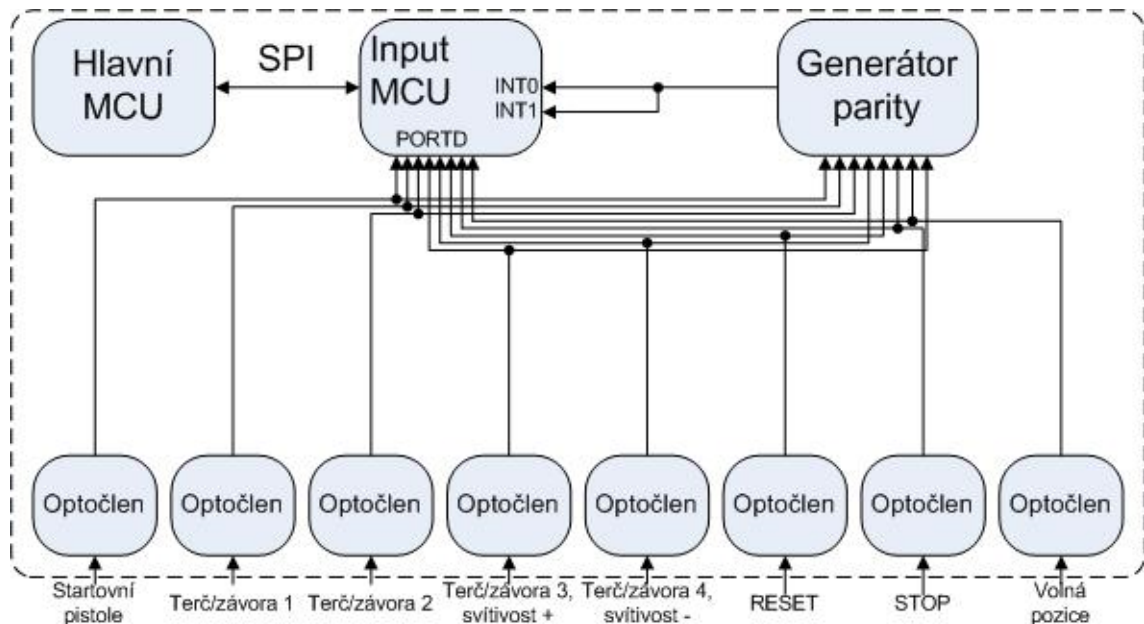 Hlavní
MCU
SPI
Input
MCU
INT0
INT1
PORTD
Generátor
parity
Optočlen
Optočlen
Optočlen
Optočlen
Optočlen
Optočlen
Optočlen
Optočlen
Startovní
pistole
Terč/závora 1
Terč/závora 2
Terč/závora 3,
svítivost +
Terč/závora 4,
svítivost -
RESET
STOP
Volná
pozice